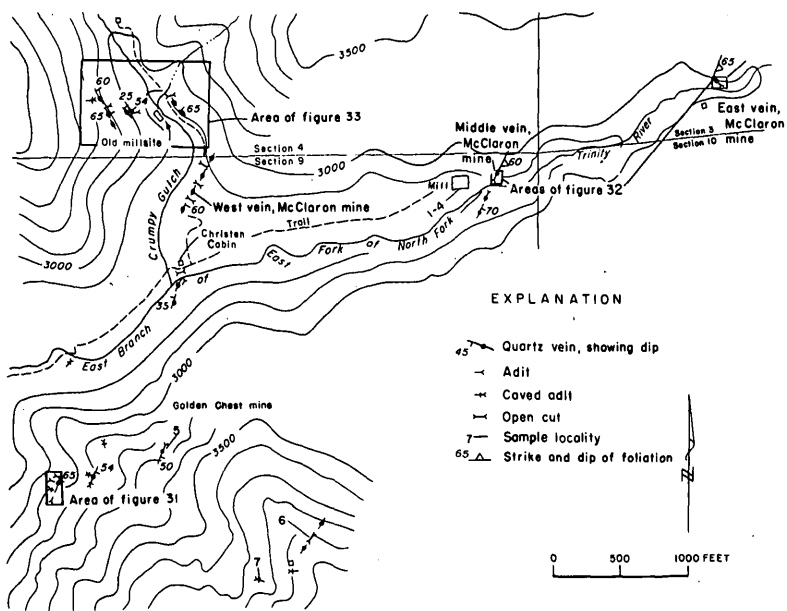 3500
3000
65
60
25
54
65
65
Area of figure 33
Old millsite
East vein,
McClaron
mine
Middle vein,
McClaron
mine
60
River
Section 3
Section 10
Section 4
Section 9
3000
Trinity
Mill
Areas of figure 32
1-4
West vein, McClaron mine
60
70
Crumpy Gulch
Trail
Christen
Cabin
East Fork of North Fork
of
3000
35
East Branch
3000
EXPLANATION
45 Quartz vein, showing dip
Adit
Caved adit
Open cut
7 Sample locality
65 Strike and dip of foliation
Golden Chest mine
5
3500
50
54
65
Area of figure 31
6
7
N
0 500 1000 FEET